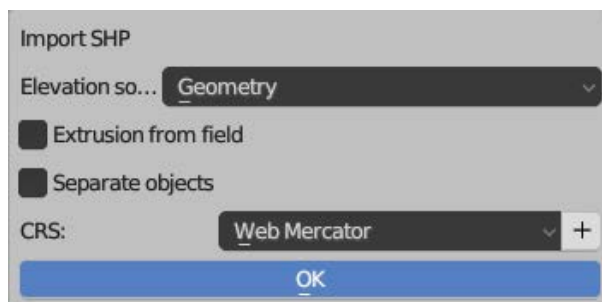 Import SHP
Elevation so... Geometry
Extrusion from field
Separate objects
CRS: Web Mercator +
OK